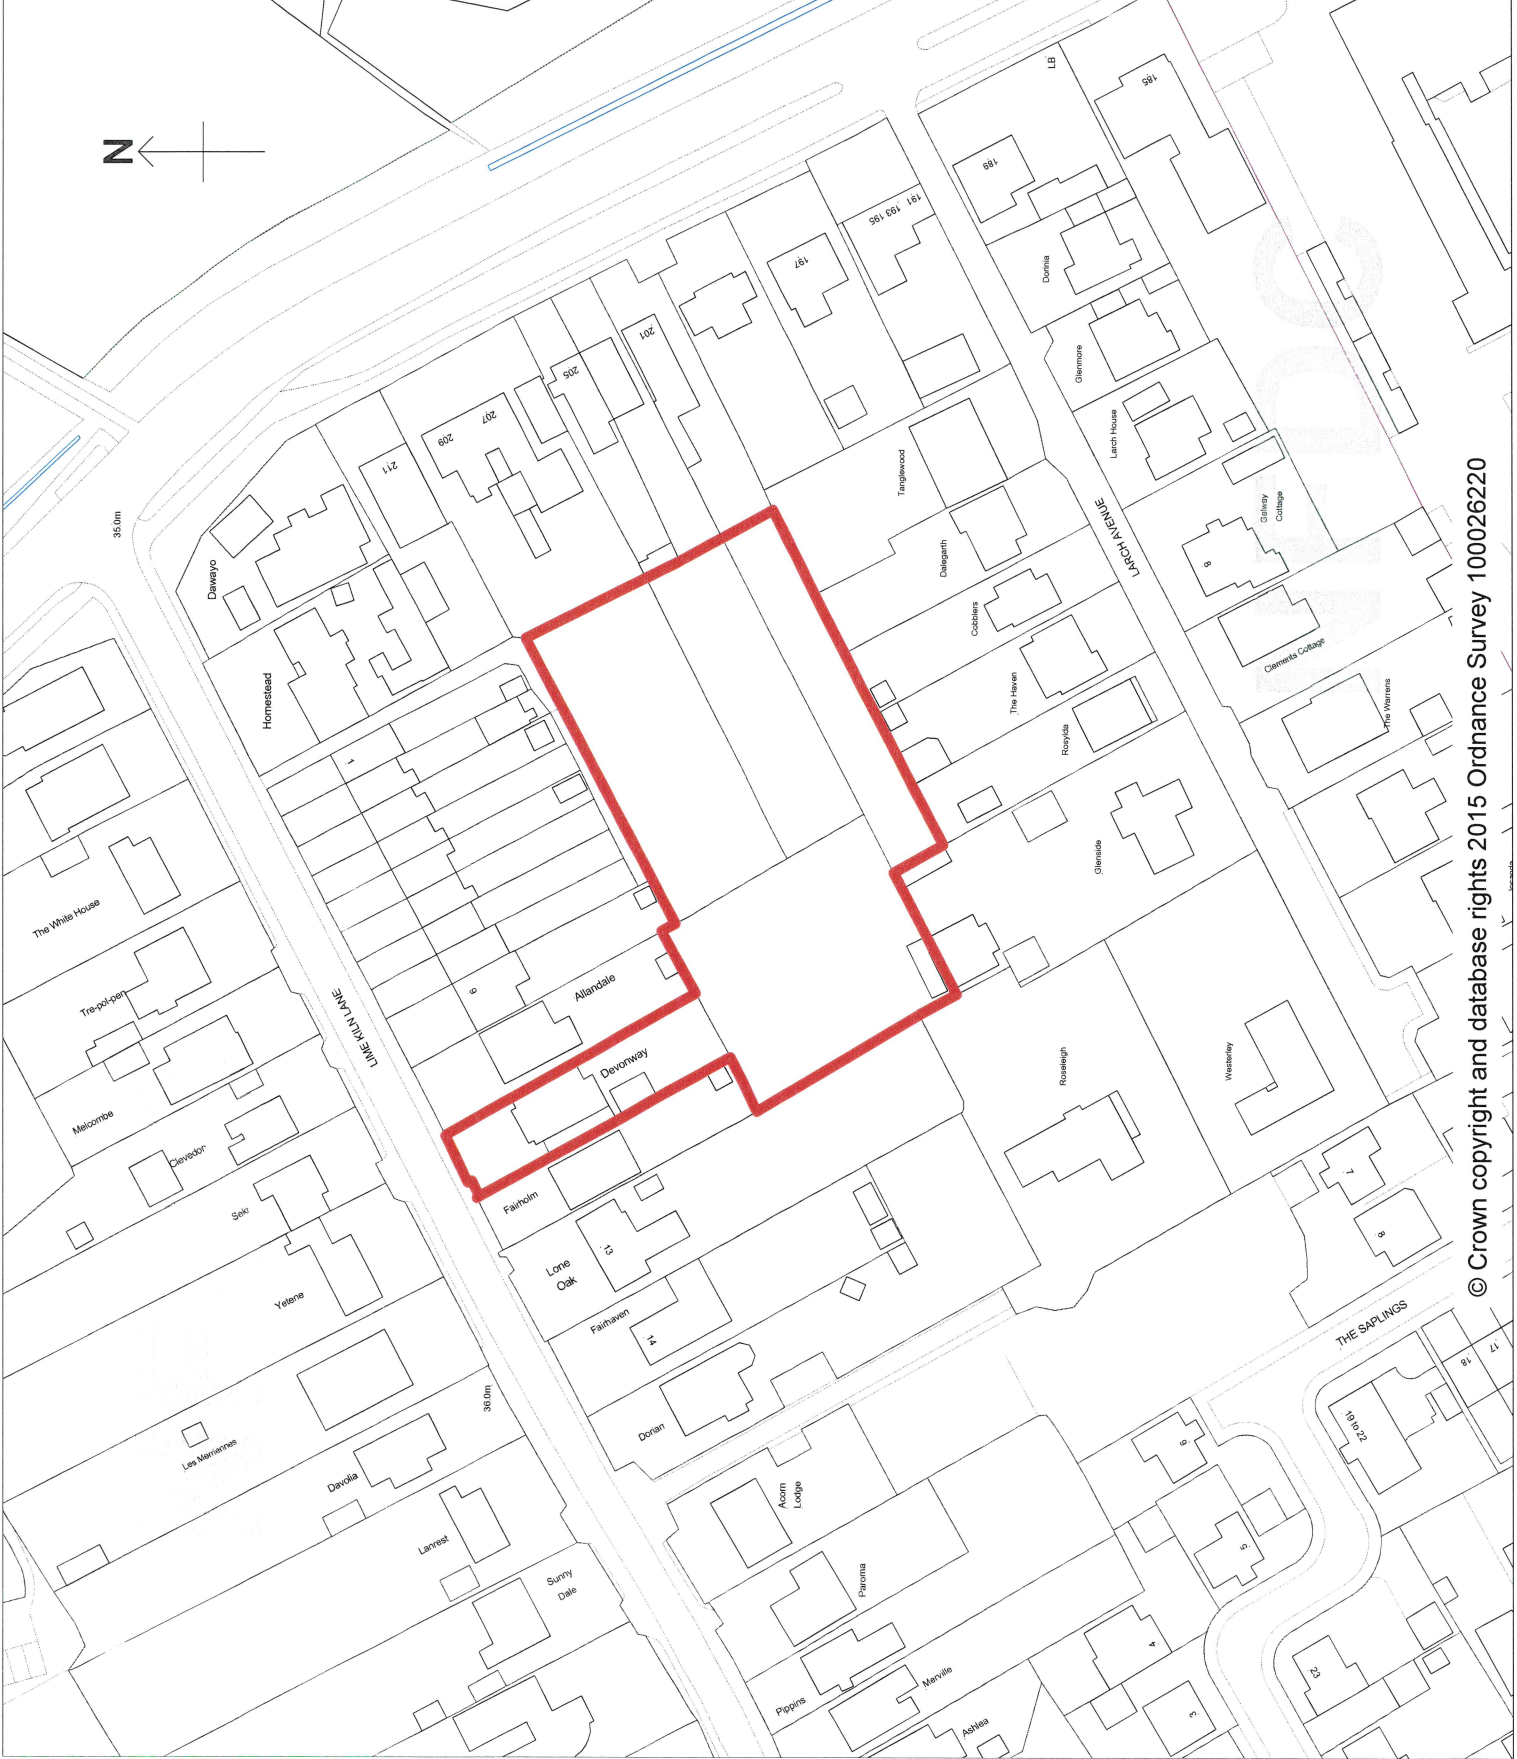 N
35.0m
LB
185
189
191
193 195
197
201
205
207
209
211
Dawayo
Homestead
1
Dorinia
Glenmore
Larch House
Tanglewood
Dalegarth
Cobblers
The Haven
Rosylda
Glenside
LARCH AVENUE
Galwey
Cottage
8
Clements Cottage
The Warrens
The White House
Tre-pol-pen
Melcombe
Clevedon
Seki
Yetene
Les Merriennes
Davolia
Lanrest
Sunny
Dale
36.0m
LIME KILN LANE
9
Allandale
Devonway
Fairholm
Lone
Oak
13
Fairhaven
14
Dorian
Acorn
Lodge
Paroma
Pippins
Merville
Ashlea
Roseleigh
Westerley
7
8
THE SAPLINGS
19 to 22
18
17
6
5
4
3
23
© Crown copyright and database rights 2015 Ordnance Survey 100026220